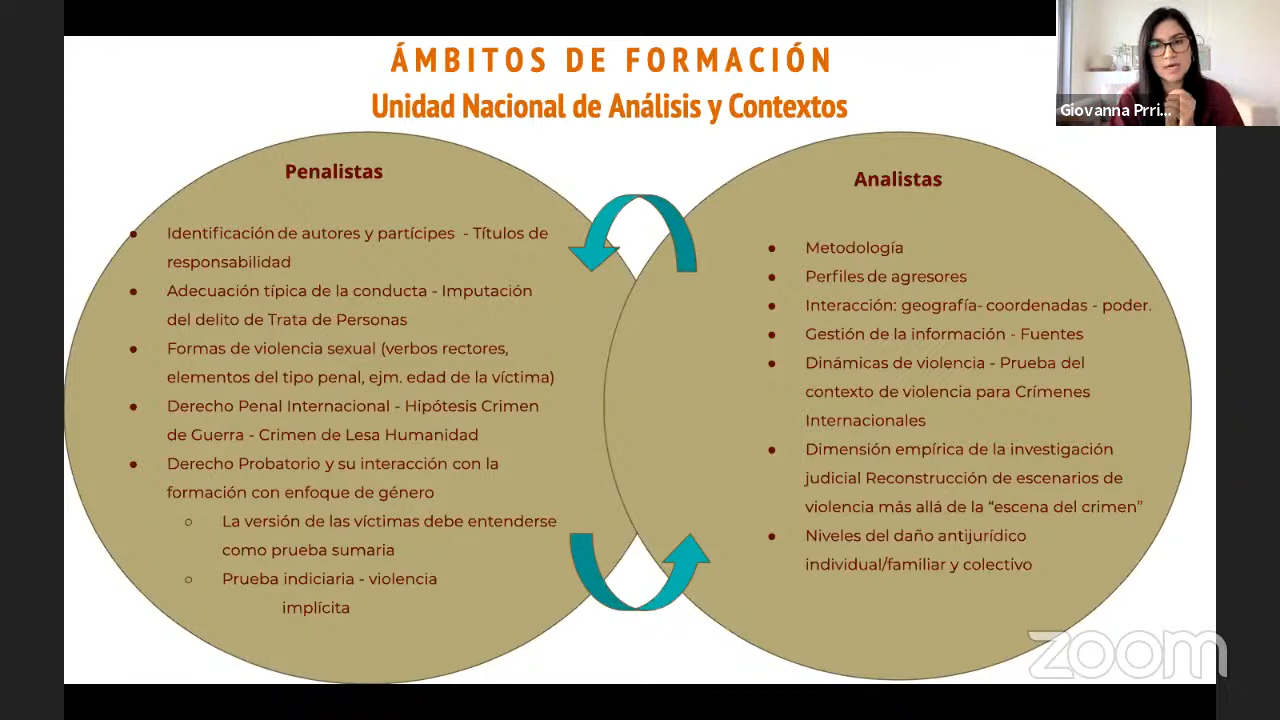 ÁMBITOS DE FORMACIÓN
Unidad Nacional de Análisis y Contextos
Giovanna Prri...
Penalistas
● Identificación de autores y partícipes - Títulos de
responsabilidad
● Adecuación típica de la conducta - Imputación
del delito de Trata de Personas
● Formas de violencia sexual (verbos rectores,
elementos del tipo penal, ejm. edad de la víctima)
● Derecho Penal Internacional - Hipótesis Crimen
de Guerra - Crimen de Lesa Humanidad
● Derecho Probatorio y su interacción con la
formación con enfoque de género
○ La versión de las víctimas debe entenderse
como prueba sumaria
○ Prueba indiciaria - violencia
implícita
Analistas
● Metodología
● Perfiles de agresores
● Interacción: geografía- coordenadas - poder.
● Gestión de la información - Fuentes
● Dinámicas de violencia - Prueba del
contexto de violencia para Crímenes
Internacionales
● Dimensión empírica de la investigación
judicial Reconstrucción de escenarios de
violencia más allá de la “escena del crimen”
● Niveles del daño antijurídico
individual/familiar y colectivo
zoom